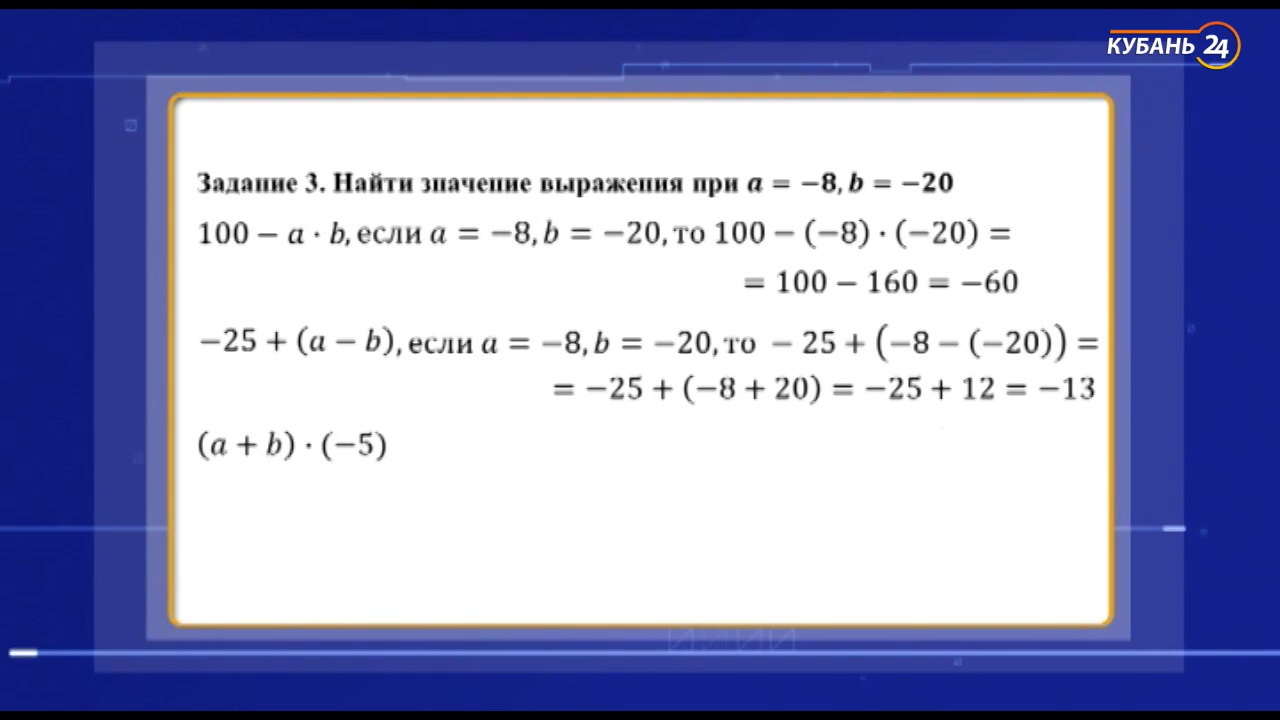 КУБАНЬ 24
Задание 3. Найти значение выражения при a = −8, b = −20
100 − a · b, если a = −8, b = −20, то 100 − (−8) · (−20) =
= 100 − 160 = −60
−25 + (a − b), если a = −8, b = −20, то − 25 + (−8 − (−20)) =
= −25 + (−8 + 20) = −25 + 12 = −13
(a + b) · (−5)